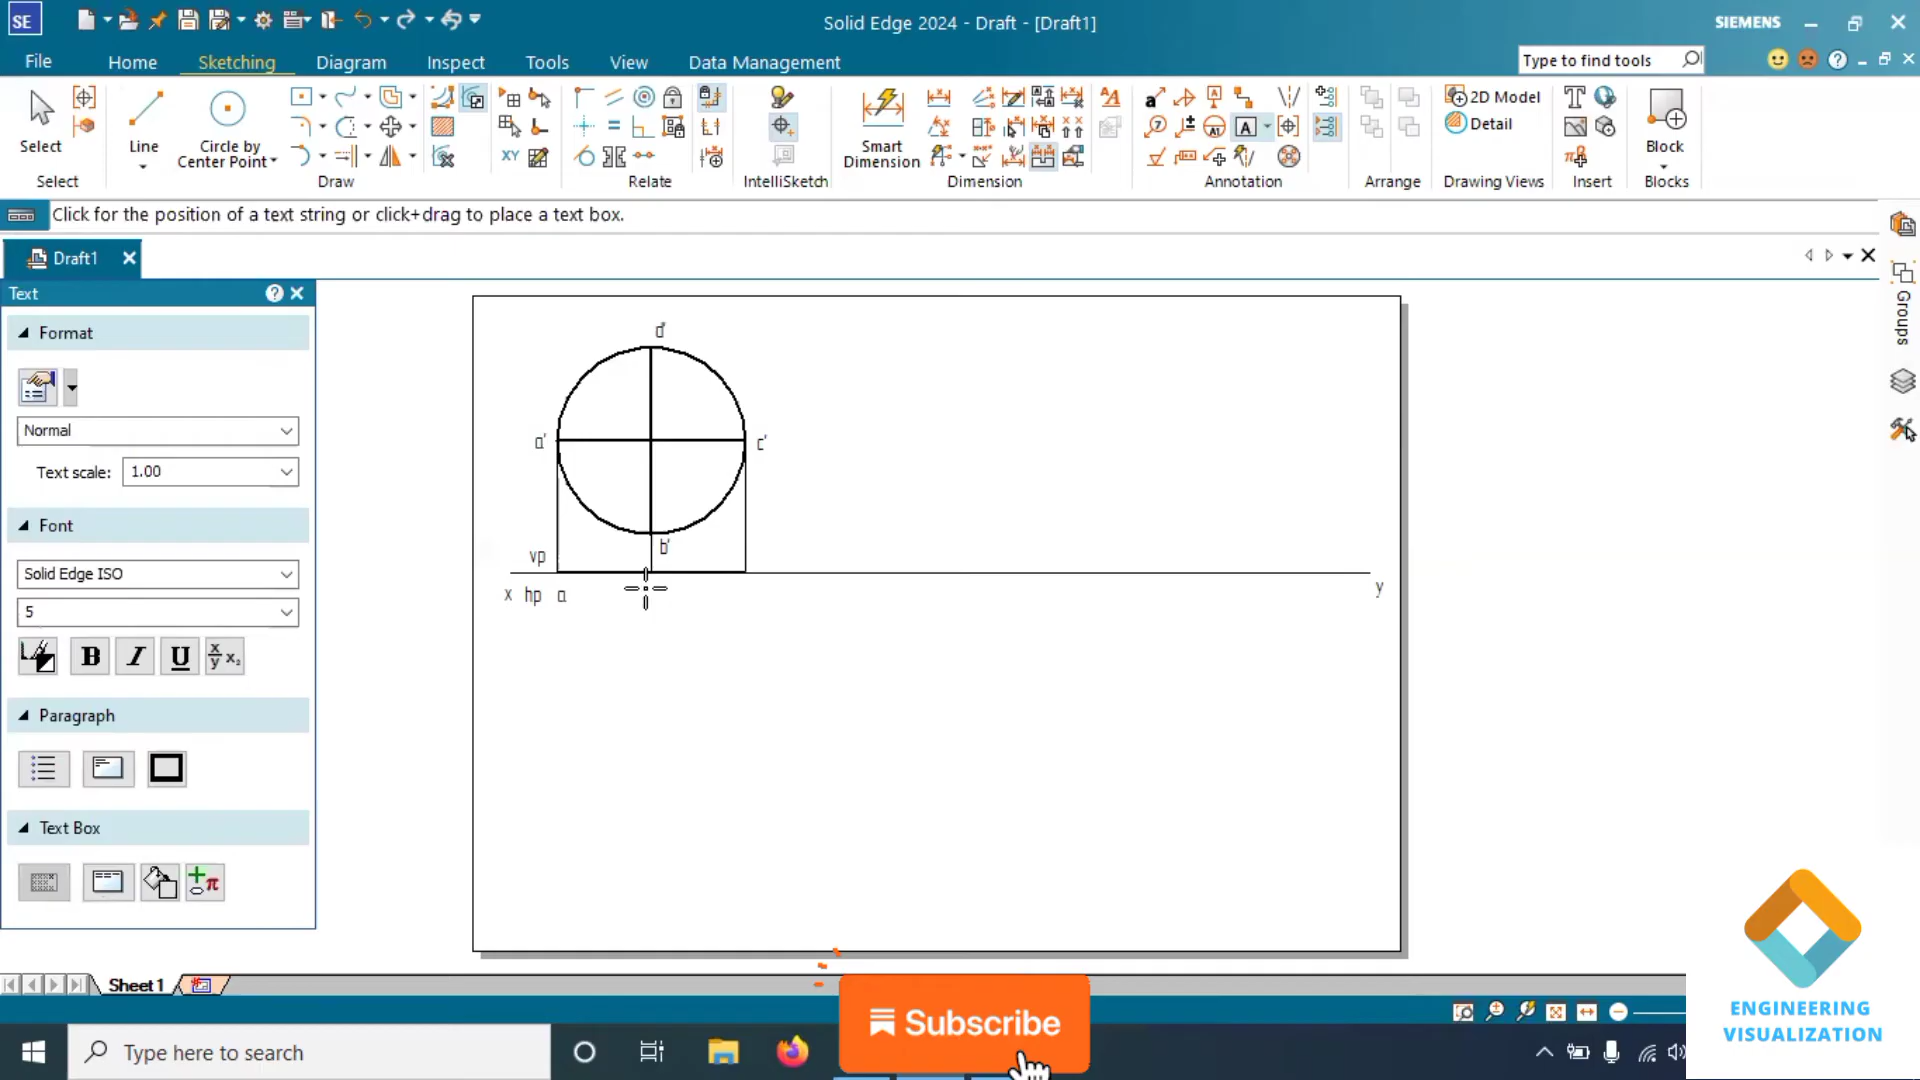 SE
Solid Edge 2024 - Draft - [Draft1]
SIEMENS
File
Home
Sketching
Diagram
Inspect
Tools
View
Data Management
Type to find tools
Select
Line
Circle by
Center Point
XY
Smart
Dimension
A
2D Model
Detail
Block
Select
Draw
Relate
IntelliSketch
Dimension
Annotation
Arrange
Drawing Views
Insert
Blocks
Click for the position of a text string or click+drag to place a text box.
Draft1
Groups
Text
Format
Normal
Text scale:
1.00
Font
Solid Edge ISO
5
B I U
Paragraph
Text Box
d'
a'
c'
b'
vp
x hp a
y
Sheet1
Subscribe
Type here to search
ENGINEERING
VISUALIZATION